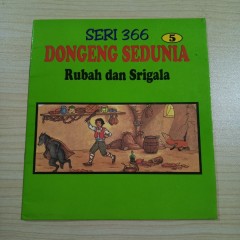 SERI 366
DONGENG SEDUNIA 5
Rubah dan Srigala